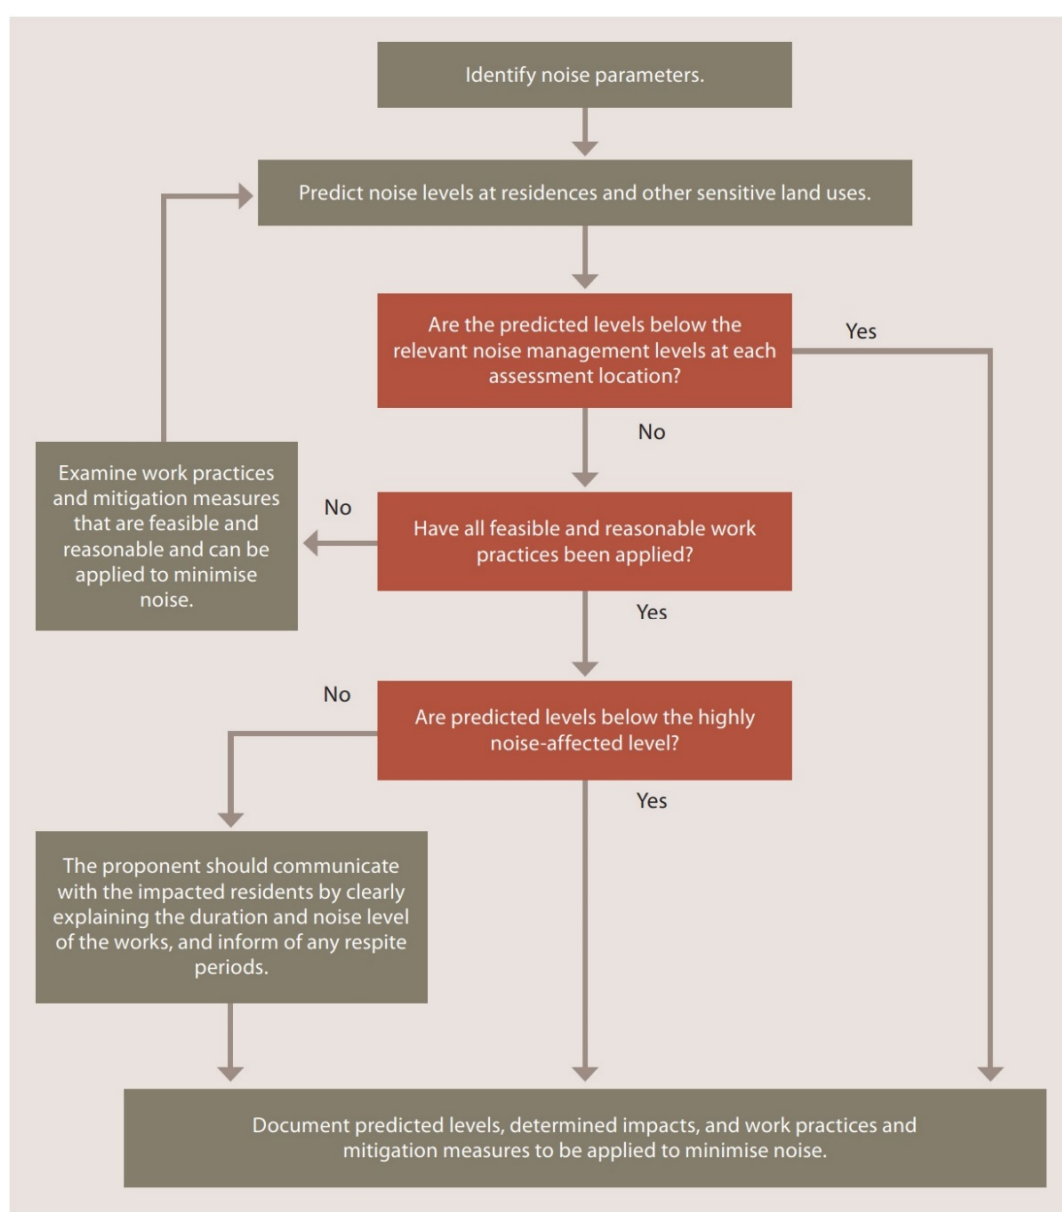 Identify noise parameters.
Predict noise levels at residences and other sensitive land uses.
Are the predicted levels below the
relevant noise management levels at each
assessment location?
Yes
No
Examine work practices
and mitigation measures
that are feasible and
reasonable and can be
applied to minimise
noise.
No
Have all feasible and reasonable work
practices been applied?
Yes
No
Are predicted levels below the highly
noise-affected level?
Yes
The proponent should communicate
with the impacted residents by clearly
explaining the duration and noise level
of the works, and inform of any respite
periods.
Document predicted levels, determined impacts, and work practices and
mitigation measures to be applied to minimise noise.